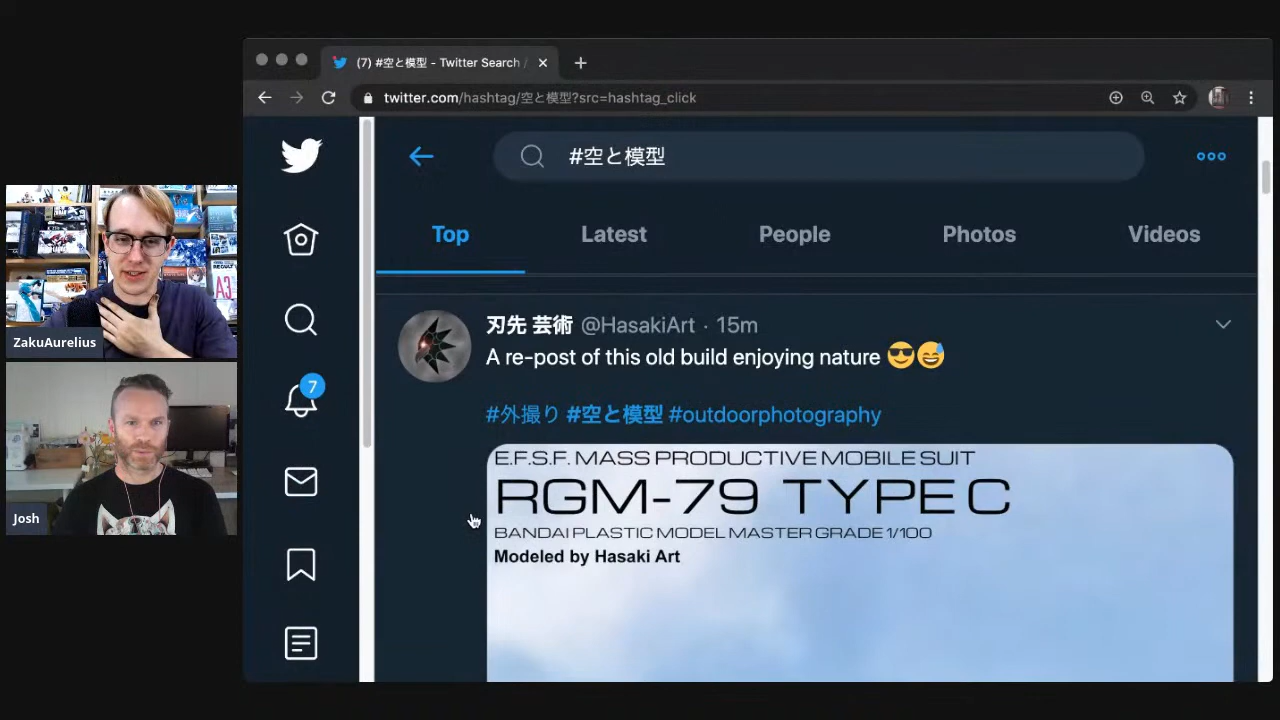 (7) #空と模型 - Twitter Search /
twitter.com/hashtag/空と模型?src=hashtag_click
#空と模型
Top Latest People Photos Videos
刃先 芸術 @HasakiArt · 15m
A re-post of this old build enjoying nature 😎😅
#外撮り #空と模型 #outdoorphotography
7
E.F.S.F. MASS PRODUCTIVE MOBILE SUIT
RGM-79 TYPE C
BANDAI PLASTIC MODEL MASTER GRADE 1/100
Modeled by Hasaki Art
ZakuAurelius
Josh
A3